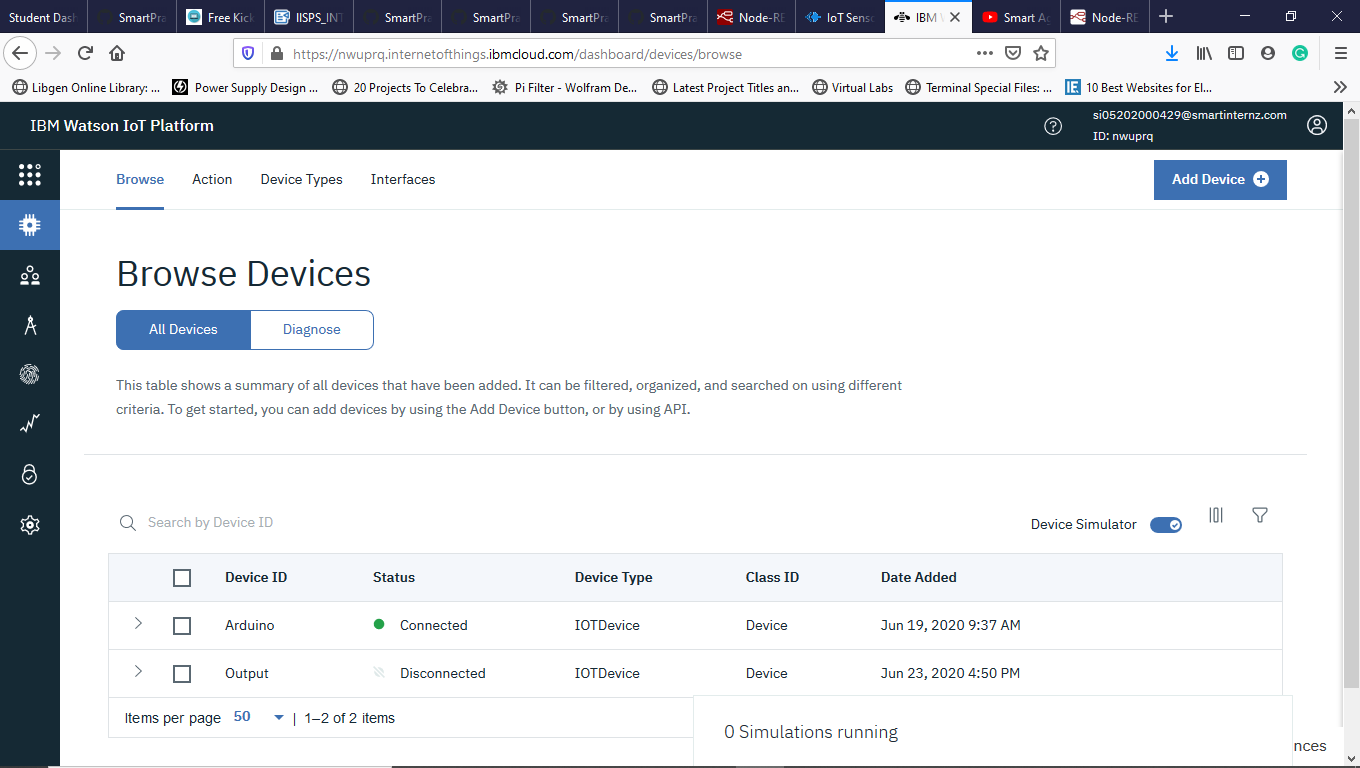 Student Dash SmartPra Free Kick IISPS_INT SmartPra SmartPra SmartPra SmartPra Node-RE IoT Senso IBM W Smart Ag Node-RE
https://nwuprq.internetofthings.ibmcloud.com/dashboard/devices/browse
Libgen Online Library: ... Power Supply Design ... 20 Projects To Celebra... Pi Filter - Wolfram De... Latest Project Titles an... Virtual Labs Terminal Special Files: ... IE 10 Best Websites for El...
IBM Watson IoT Platform
si05202000429@smartinternz.com
ID: nwuprq
Browse Action Device Types Interfaces Add Device
Browse Devices
All Devices Diagnose
This table shows a summary of all devices that have been added. It can be filtered, organized, and searched on using different
criteria. To get started, you can add devices by using the Add Device button, or by using API.
Search by Device ID Device Simulator
Device ID Status Device Type Class ID Date Added
Arduino Connected IOTDevice Device Jun 19, 2020 9:37 AM
Output Disconnected IOTDevice Device Jun 23, 2020 4:50 PM
Items per page 50 | 1–2 of 2 items
0 Simulations running
nces